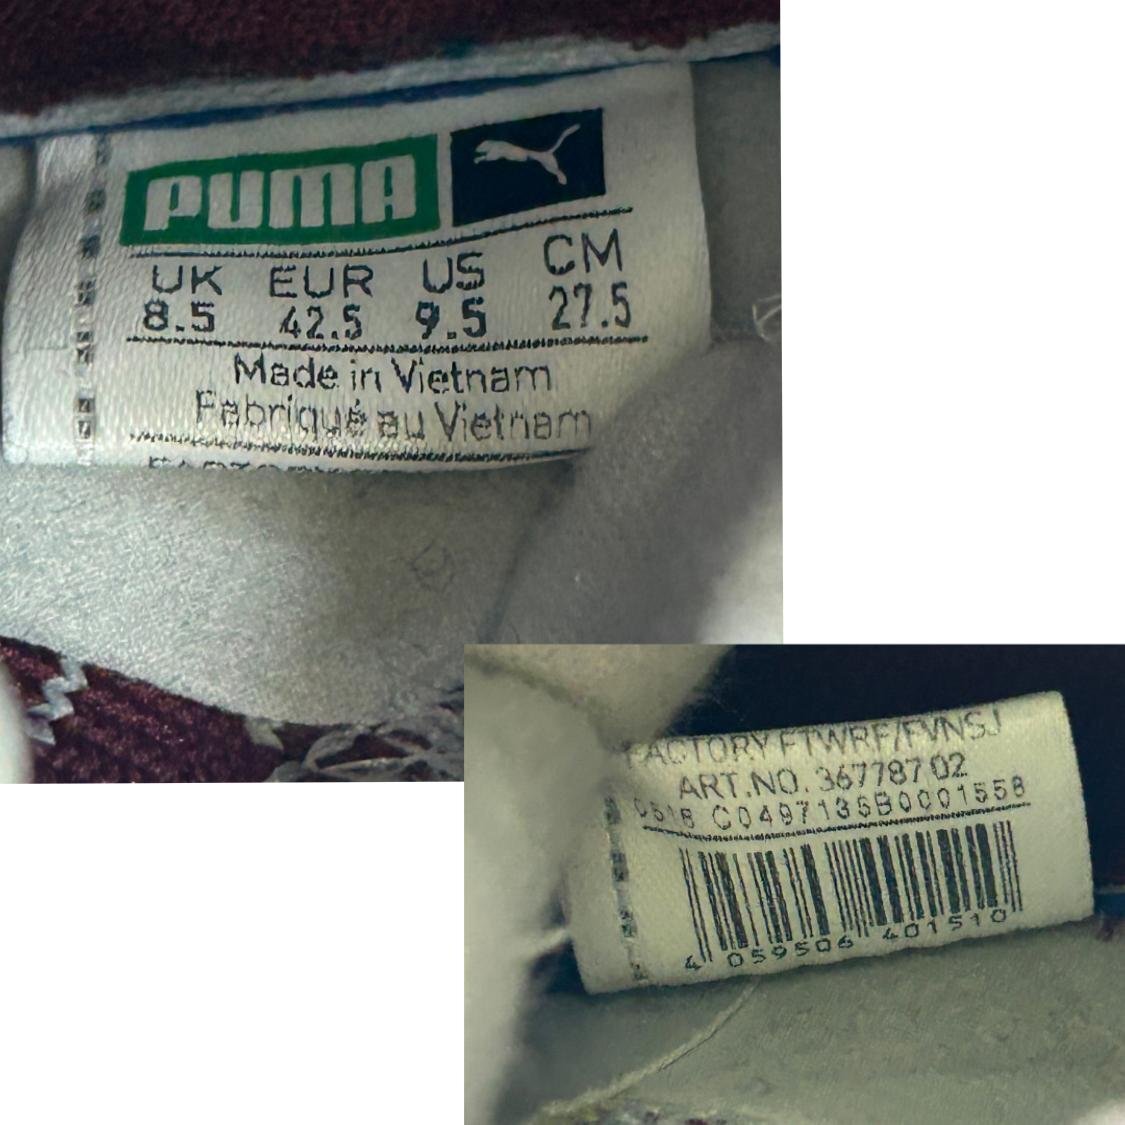 PUMA
UK EUR US CM
8.5 42.5 9.5 27.5
Made in Vietnam
Fabriqué au Vietnam
FACTORY FTWRF/FVNSJ
ART.NO. 367787 02
0518 C0497135B0001558
4 059506 401510